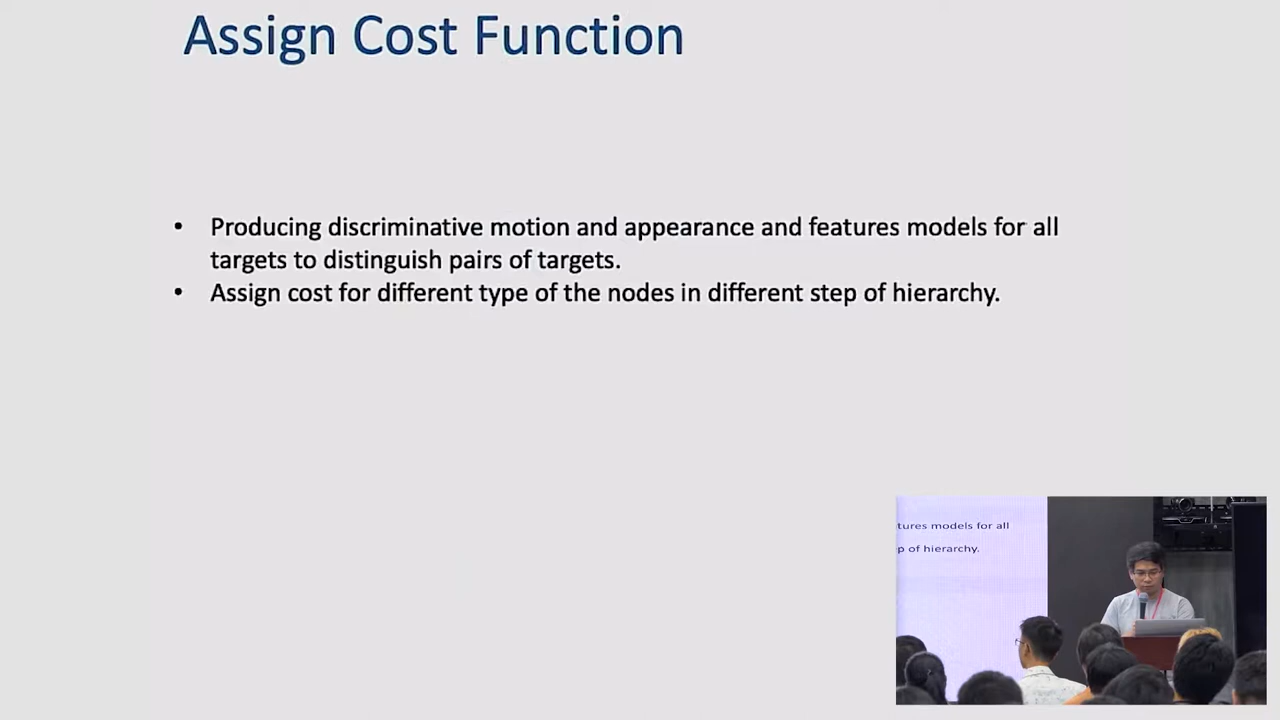 Assign Cost Function
• Producing discriminative motion and appearance and features models for all
targets to distinguish pairs of targets.
• Assign cost for different type of the nodes in different step of hierarchy.
tures models for all
p of hierarchy.